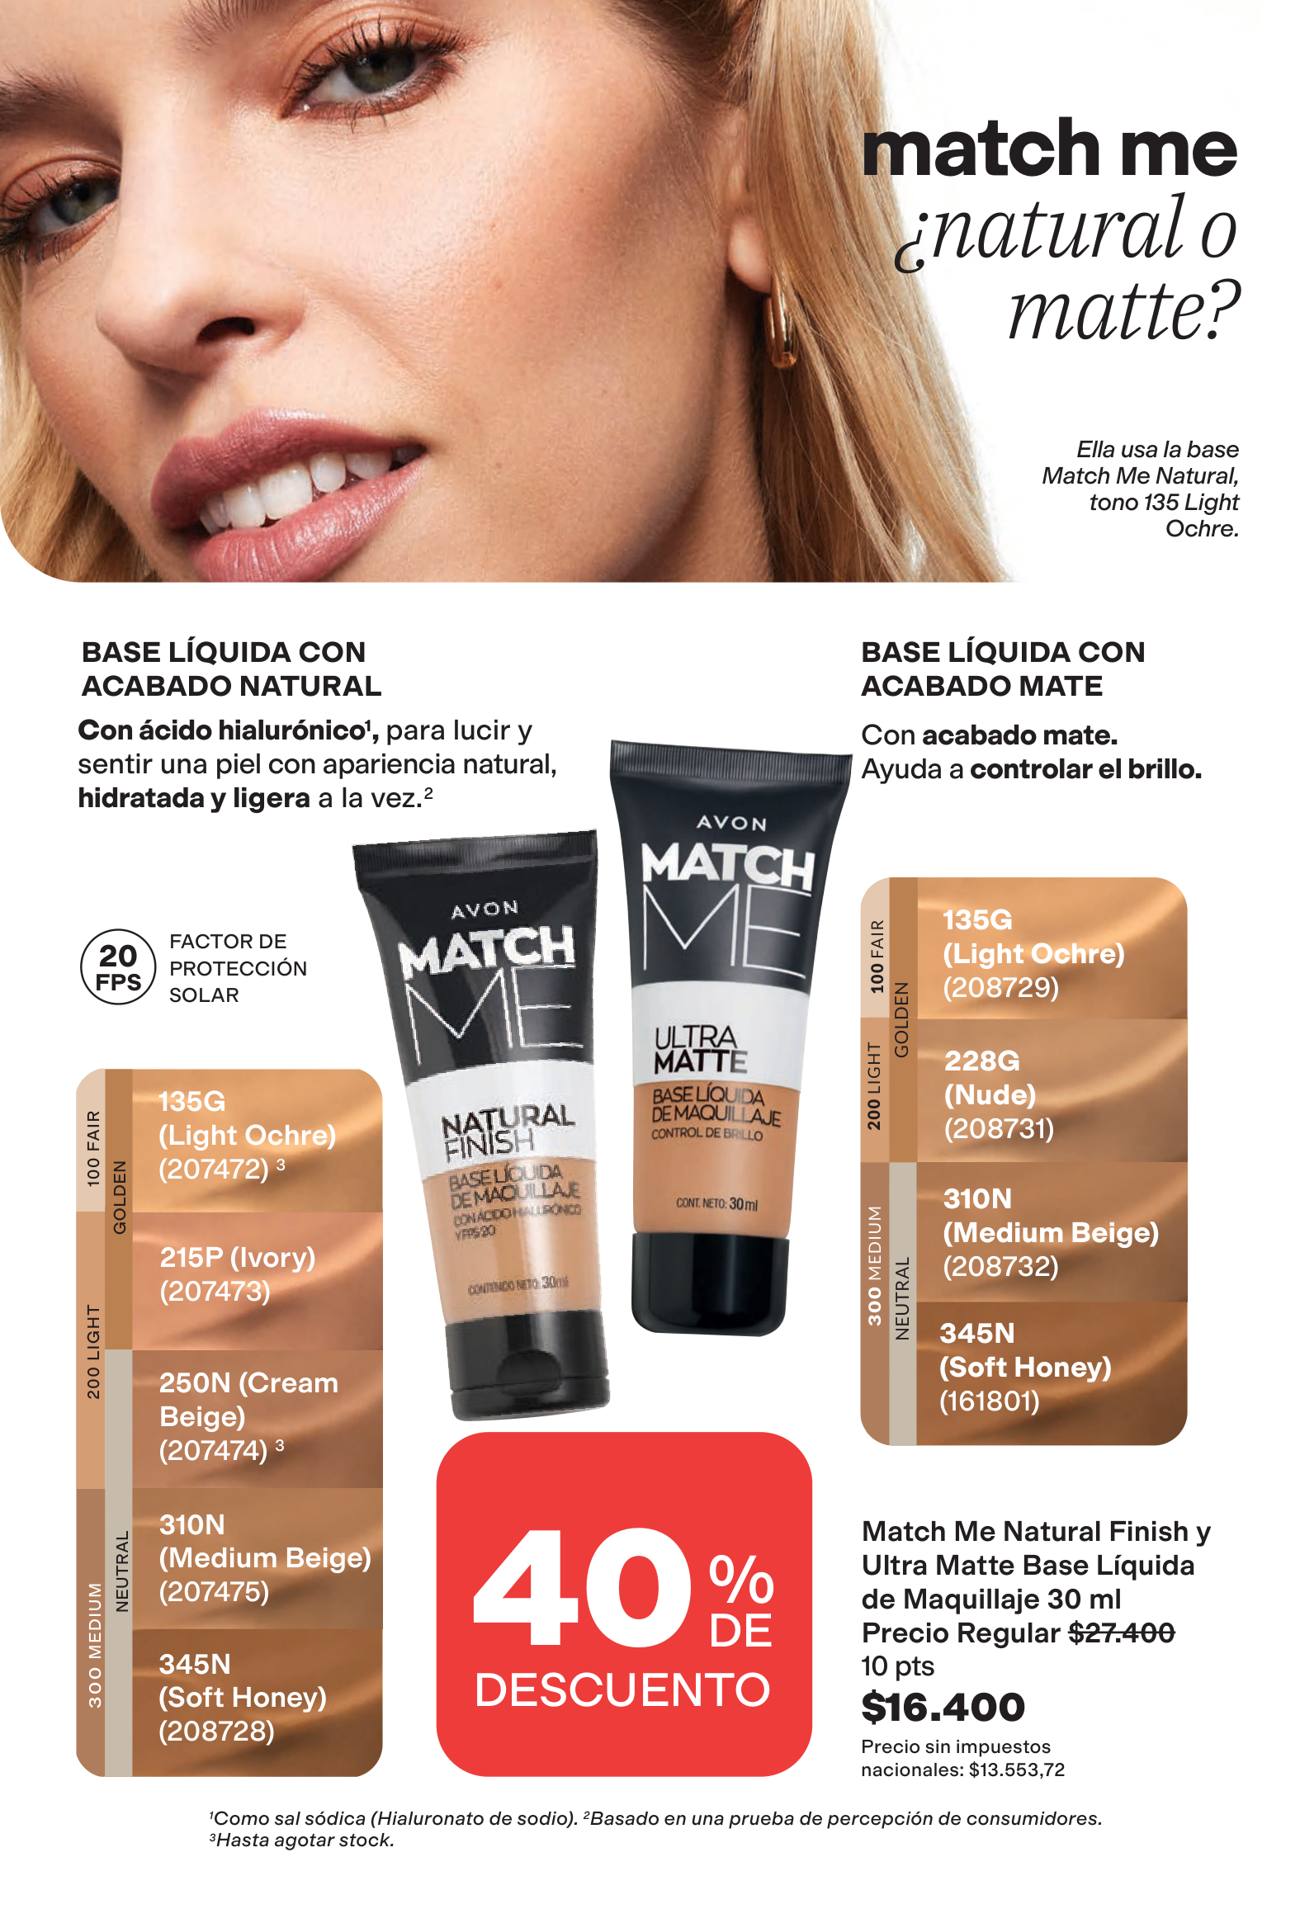 match me
¿natural o
matte?
Ella usa la base
Match Me Natural,
tono 135 Light
Ochre.
BASE LÍQUIDA CON
ACABADO NATURAL
Con ácido hialurónico¹, para lucir y
sentir una piel con apariencia natural,
hidratada y ligera a la vez.²
20
FPS
FACTOR DE
PROTECCIÓN
SOLAR
BASE LÍQUIDA CON
ACABADO MATE
Con acabado mate.
Ayuda a controlar el brillo.
AVON
MATCH
ME
NATURAL
FINISH
BASE LÍQUIDA
DE MAQUILLAJE
CON ÁCIDO HIALURÓNICO
Y FPS 20
CONTENIDO NETO: 30ml
AVON
MATCH
ME
ULTRA
MATTE
BASE LÍQUIDA
DE MAQUILLAJE
CONTROL DE BRILLO
CONT. NETO: 30 ml
100 FAIR
200 LIGHT
300 MEDIUM
GOLDEN
NEUTRAL
135G
(Light Ochre)
(207472) ³
215P (Ivory)
(207473)
250N (Cream
Beige)
(207474) ³
310N
(Medium Beige)
(207475)
345N
(Soft Honey)
(208728)
100 FAIR
200 LIGHT
300 MEDIUM
GOLDEN
NEUTRAL
135G
(Light Ochre)
(208729)
228G
(Nude)
(208731)
310N
(Medium Beige)
(208732)
345N
(Soft Honey)
(161801)
40%
DE
DESCUENTO
Match Me Natural Finish y
Ultra Matte Base Líquida
de Maquillaje 30 ml
Precio Regular $27.400
10 pts
$16.400
Precio sin impuestos
nacionales: $13.553,72
¹Como sal sódica (Hialuronato de sodio). ²Basado en una prueba de percepción de consumidores.
³Hasta agotar stock.